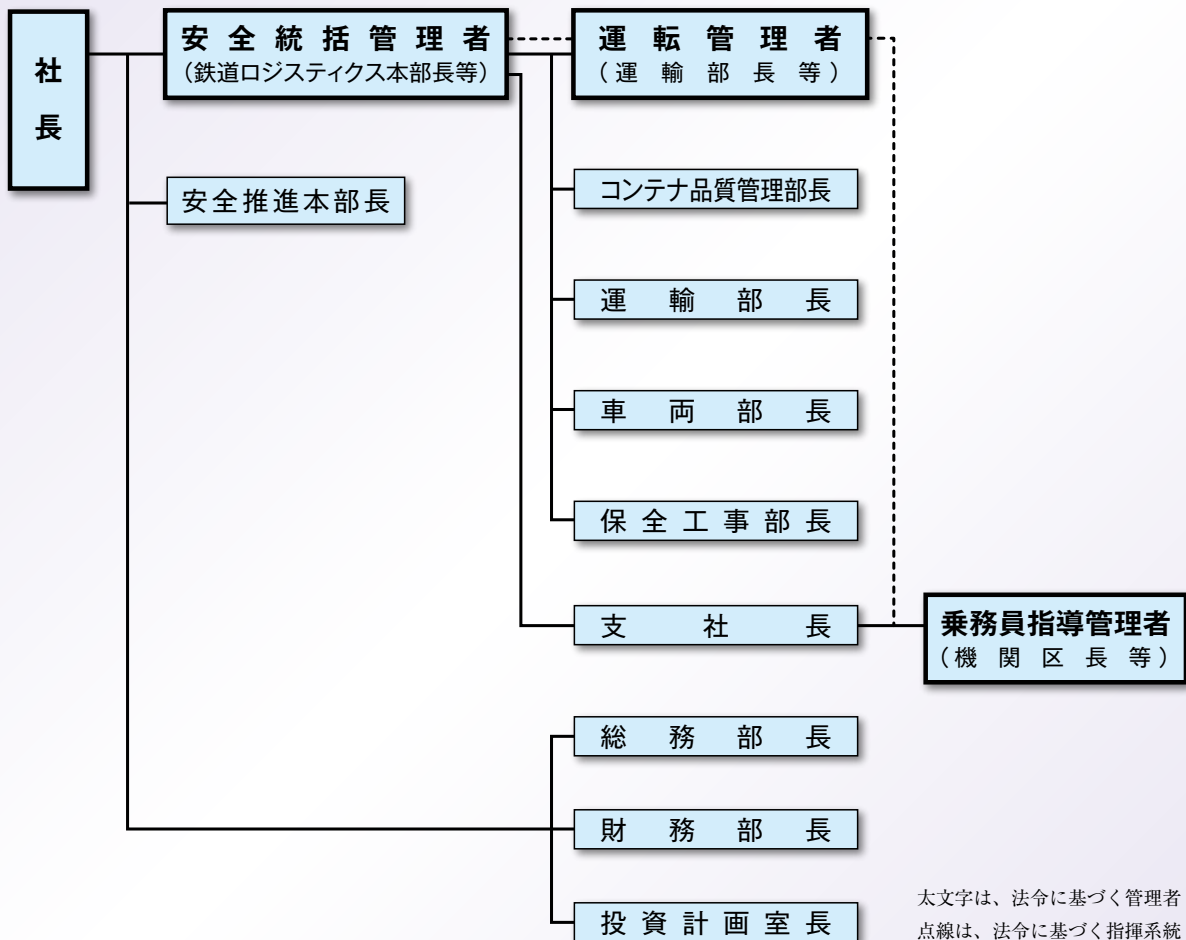 社長
安全統括管理者
（鉄道ロジスティクス本部長等）
運転管理者
（運輸部長等）
安全推進本部長
コンテナ品質管理部長
運輸部長
車両部長
保全工事部長
支社長
乗務員指導管理者
（機関区長等）
総務部長
財務部長
投資計画室長
太文字は、法令に基づく管理者
点線は、法令に基づく指揮系統